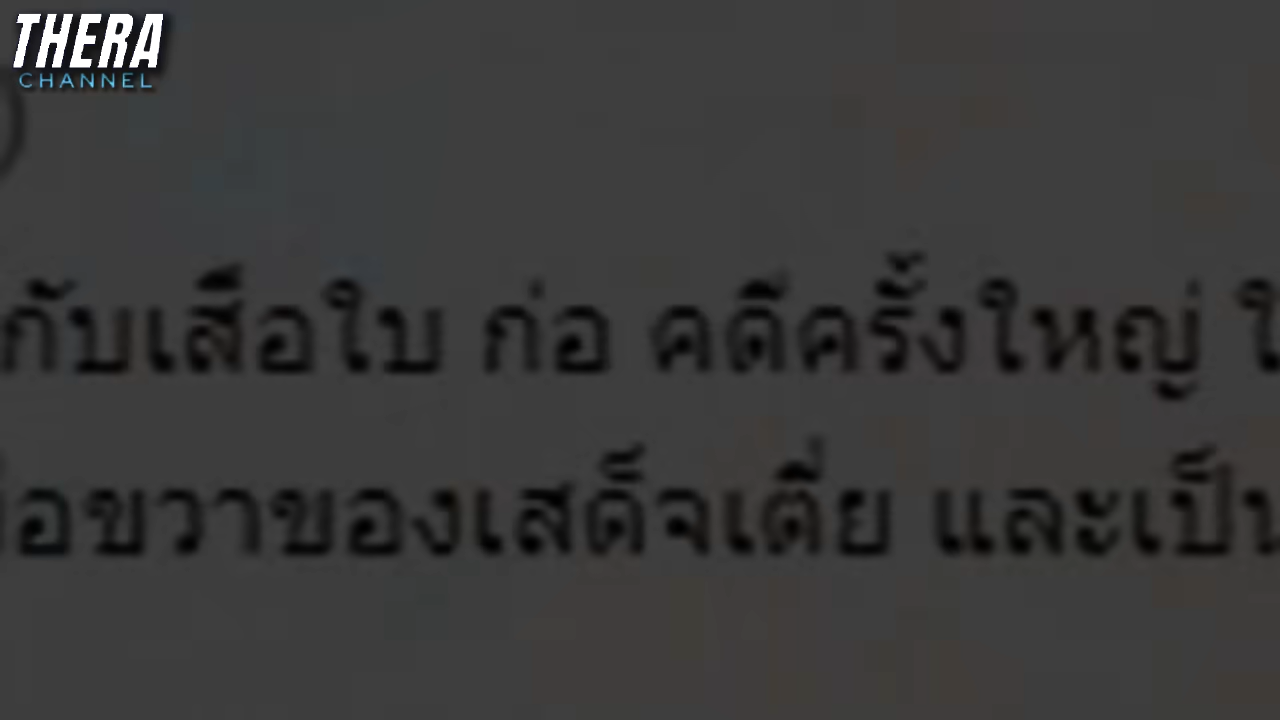 THERA
CHANNEL
กับเสือใบ ก่อ คดีครั้งใหญ่
ขวาของเสด็จเตี่ย และเป็น